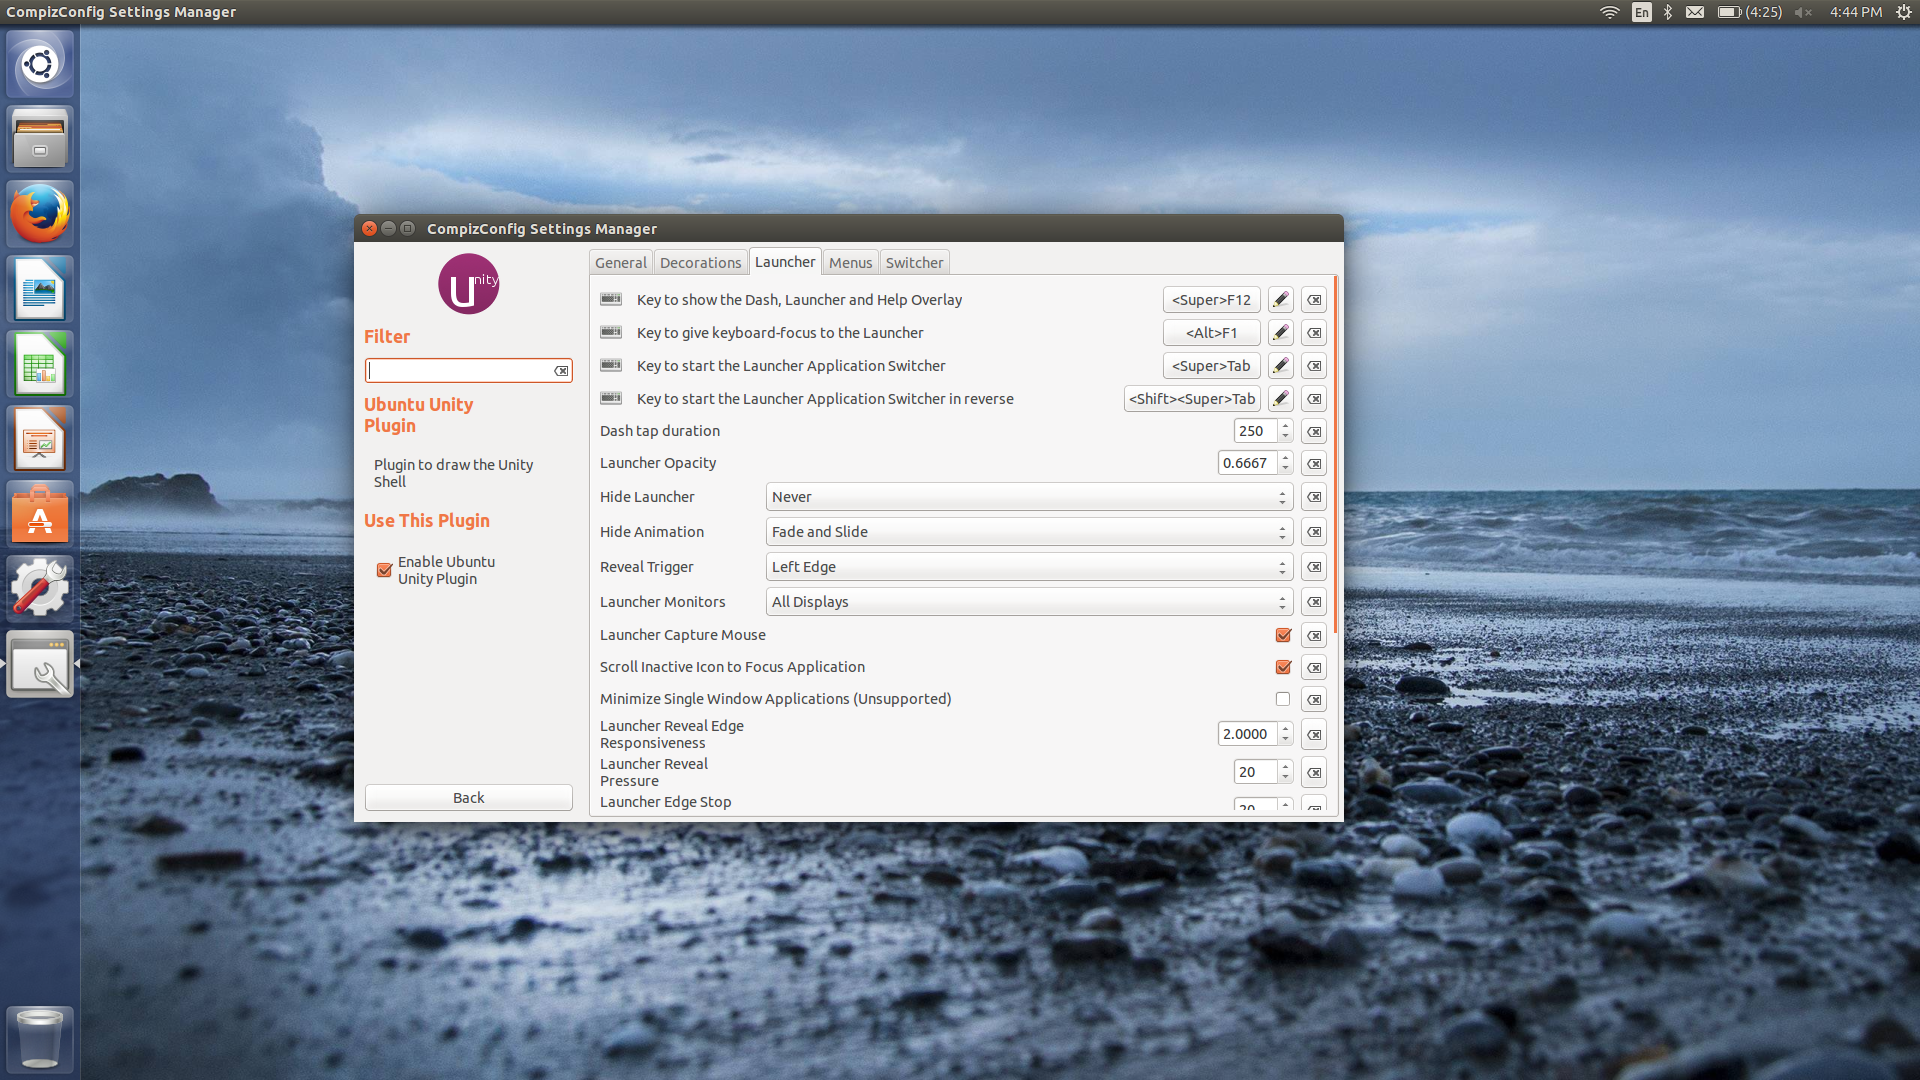 CompizConfig Settings Manager
En
(4:25)
4:44 PM
CompizConfig Settings Manager
Unity
Filter
Ubuntu Unity
Plugin
Plugin to draw the Unity
Shell
Use This Plugin
Enable Ubuntu
Unity Plugin
Back
General Decorations Launcher Menus Switcher
Key to show the Dash, Launcher and Help Overlay <Super>F12
Key to give keyboard-focus to the Launcher <Alt>F1
Key to start the Launcher Application Switcher <Super>Tab
Key to start the Launcher Application Switcher in reverse <Shift><Super>Tab
Dash tap duration 250
Launcher Opacity 0.6667
Hide Launcher Never
Hide Animation Fade and Slide
Reveal Trigger Left Edge
Launcher Monitors All Displays
Launcher Capture Mouse
Scroll Inactive Icon to Focus Application
Minimize Single Window Applications (Unsupported)
Launcher Reveal Edge
Responsiveness 2.0000
Launcher Reveal
Pressure 20
Launcher Edge Stop 20